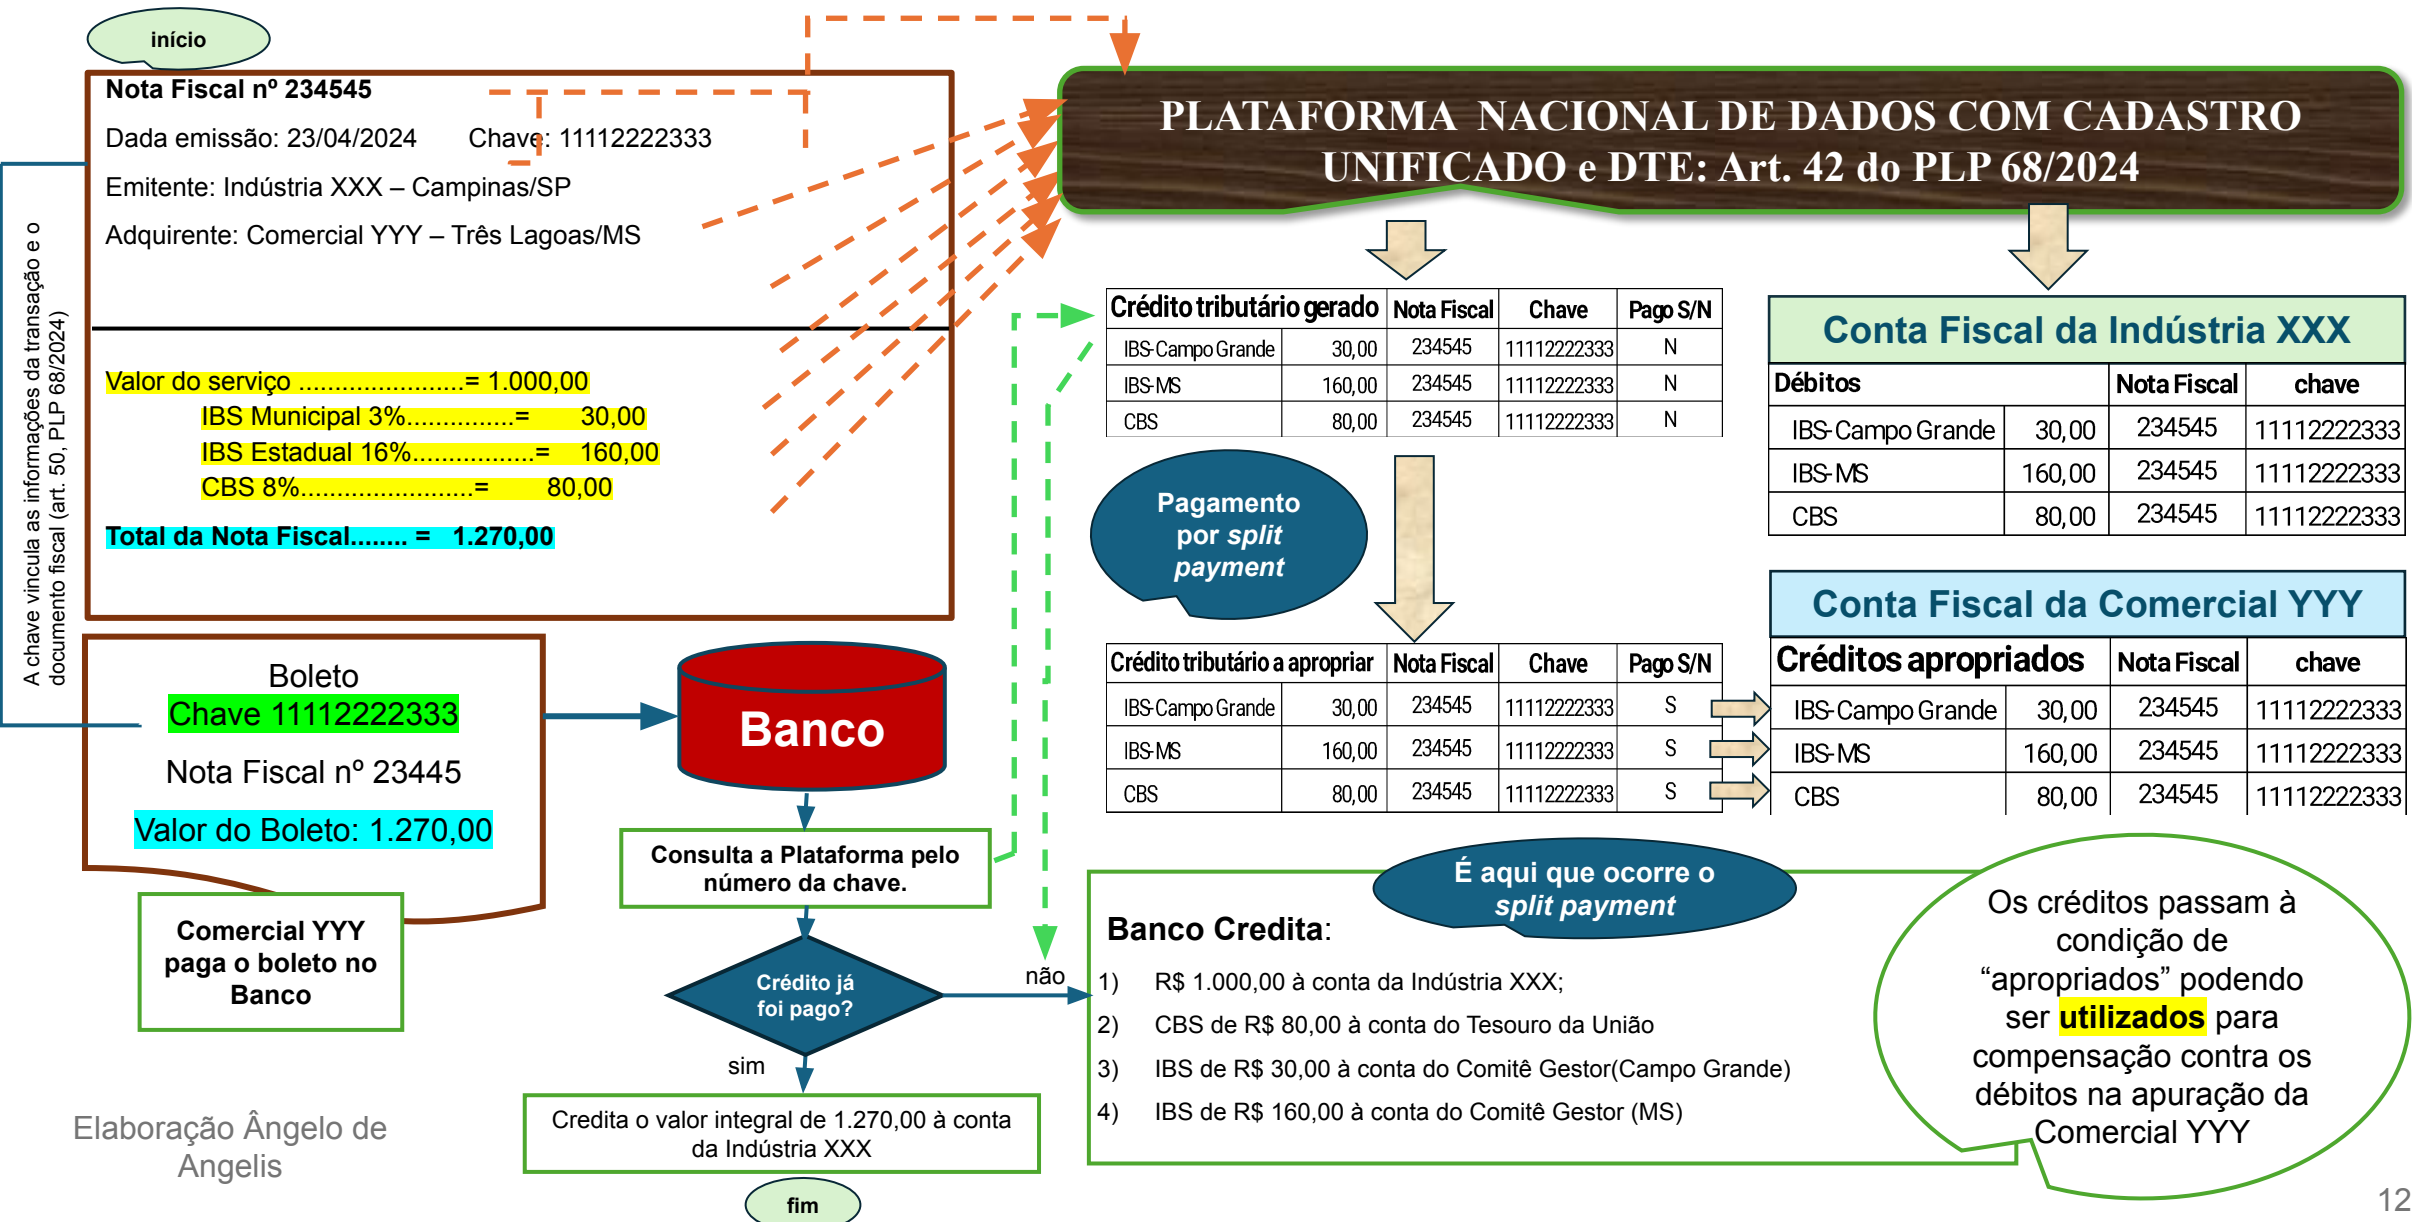 início
Nota Fiscal nº 234545
Dada emissão: 23/04/2024 Chave: 11112222333
Emitente: Indústria XXX – Campinas/SP
Adquirente: Comercial YYY – Três Lagoas/MS
Valor do serviço .......................= 1.000,00
IBS Municipal 3%...............= 30,00
IBS Estadual 16%.................= 160,00
CBS 8%........................= 80,00
Total da Nota Fiscal........ = 1.270,00
A chave vincula as informações da transação e o
documento fiscal (art. 50, PLP 68/2024)
Boleto
Chave 11112222333
Nota Fiscal nº 23445
Valor do Boleto: 1.270,00
Comercial YYY
paga o boleto no
Banco
Banco
Consulta a Plataforma pelo
número da chave.
Crédito já
foi pago?
não
sim
Credita o valor integral de 1.270,00 à conta
da Indústria XXX
fim
PLATAFORMA NACIONAL DE DADOS COM CADASTRO
UNIFICADO e DTE: Art. 42 do PLP 68/2024
Crédito tributário gerado Nota Fiscal Chave Pago S/N
IBS-Campo Grande 30,00 234545 11112222333 N
IBS-MS 160,00 234545 11112222333 N
CBS 80,00 234545 11112222333 N
Pagamento
por split
payment
Crédito tributário a apropriar Nota Fiscal Chave Pago S/N
IBS-Campo Grande 30,00 234545 11112222333 S
IBS-MS 160,00 234545 11112222333 S
CBS 80,00 234545 11112222333 S
Conta Fiscal da Indústria XXX
Débitos Nota Fiscal chave
IBS-Campo Grande 30,00 234545 11112222333
IBS-MS 160,00 234545 11112222333
CBS 80,00 234545 11112222333
Conta Fiscal da Comercial YYY
Créditos apropriados Nota Fiscal chave
IBS-Campo Grande 30,00 234545 11112222333
IBS-MS 160,00 234545 11112222333
CBS 80,00 234545 11112222333
É aqui que ocorre o
split payment
Banco Credita:
1) R$ 1.000,00 à conta da Indústria XXX;
2) CBS de R$ 80,00 à conta do Tesouro da União
3) IBS de R$ 30,00 à conta do Comitê Gestor(Campo Grande)
4) IBS de R$ 160,00 à conta do Comitê Gestor (MS)
Os créditos passam à
condição de
“apropriados” podendo
ser utilizados para
compensação contra os
débitos na apuração da
Comercial YYY
Elaboração Ângelo de
Angelis
12